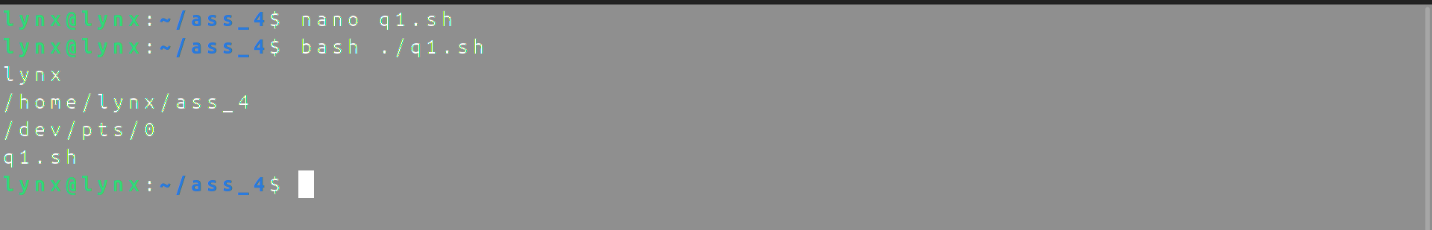 lynx@lynx:~/ass_4$ nano q1.sh
lynx@lynx:~/ass_4$ bash ./q1.sh
lynx
/home/lynx/ass_4
/dev/pts/0
q1.sh
lynx@lynx:~/ass_4$